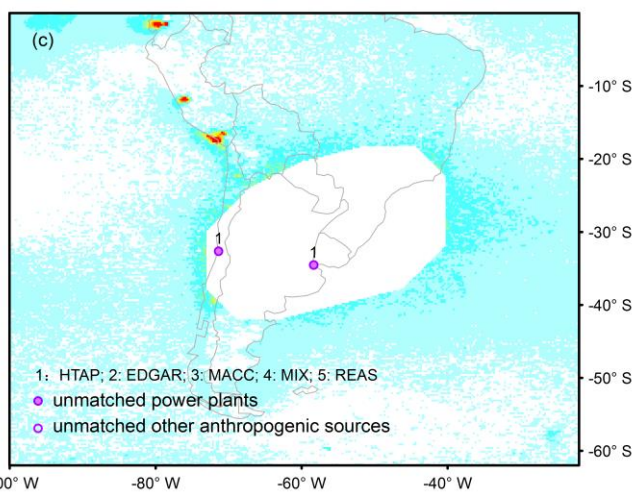 (c)
-10° S
-20° S
1
1
-30° S
-40° S
1: HTAP; 2: EDGAR; 3: MACC; 4: MIX; 5: REAS
-50° S
unmatched power plants
unmatched other anthropogenic sources
-60° S
00° W -80° W -60° W -40° W